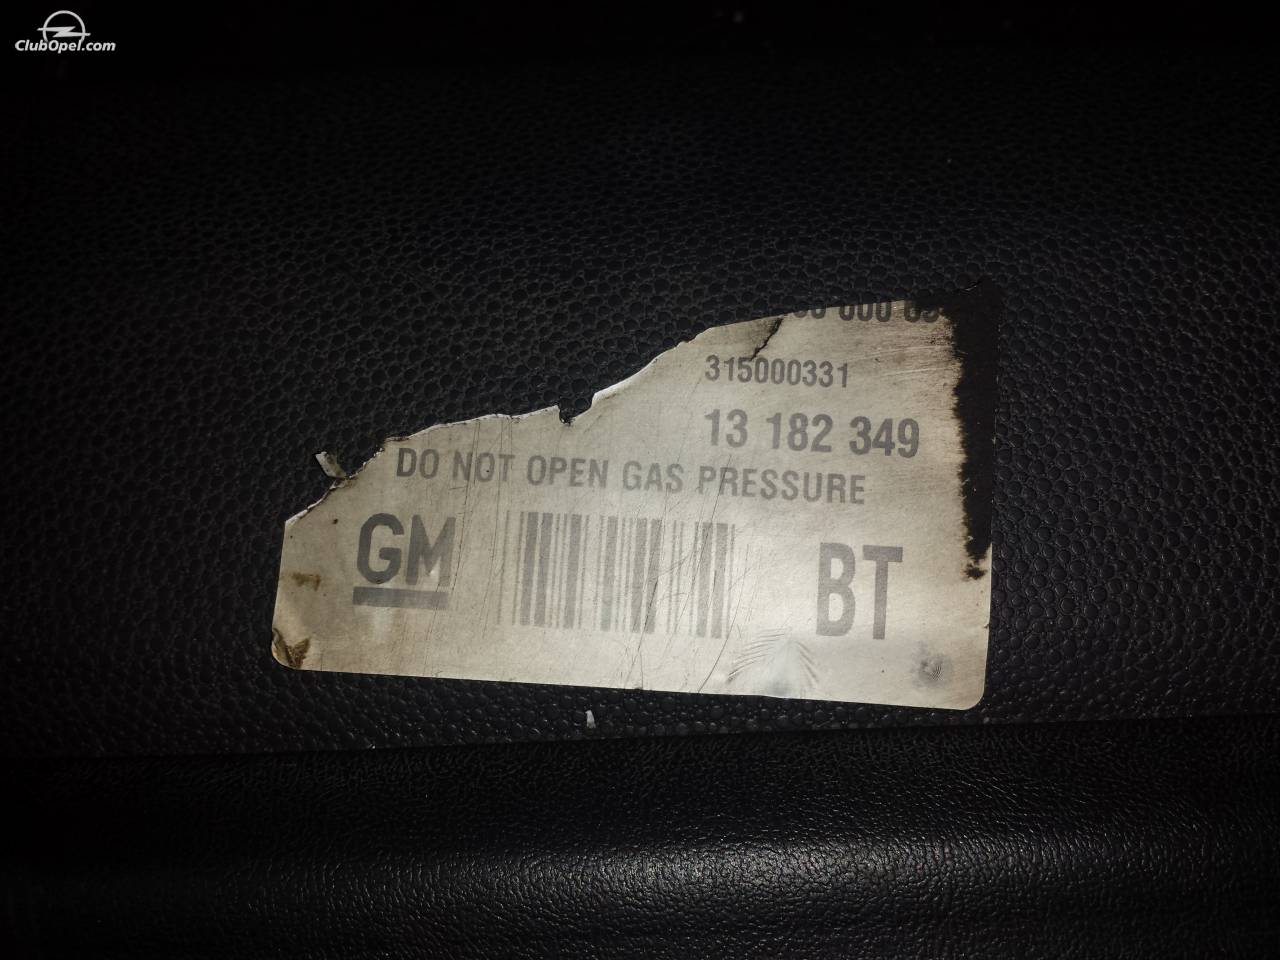 ClubOpel.com
315000331
13 182 349
DO NOT OPEN GAS PRESSURE
GM
BT